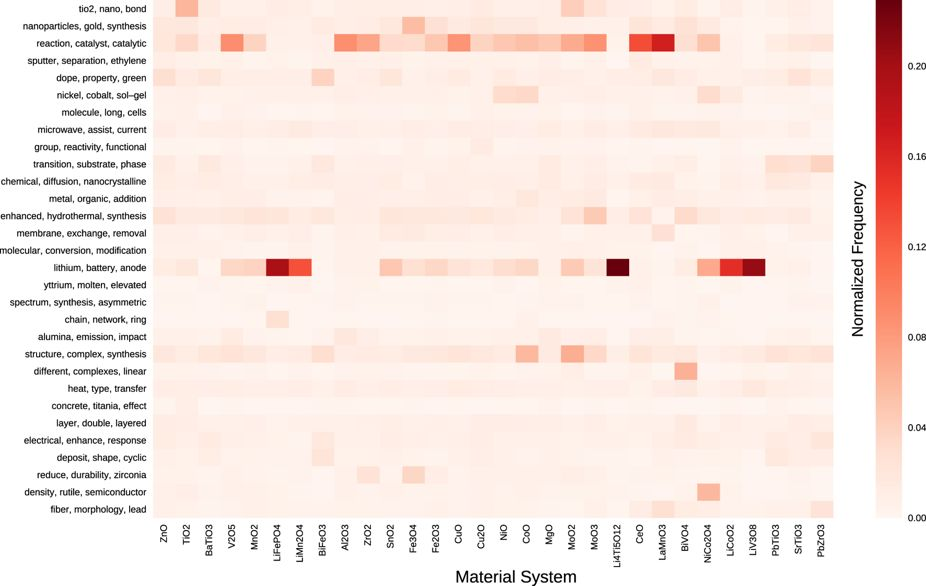 tio2, nano, bond
nanoparticles, gold, synthesis
reaction, catalyst, catalytic
sputter, separation, ethylene
dope, property, green
nickel, cobalt, sol–gel
molecule, long, cells
microwave, assist, current
group, reactivity, functional
transition, substrate, phase
chemical, diffusion, nanocrystalline
metal, organic, addition
enhanced, hydrothermal, synthesis
membrane, exchange, removal
molecular, conversion, modification
lithium, battery, anode
yttrium, molten, elevated
spectrum, synthesis, asymmetric
chain, network, ring
alumina, emission, impact
structure, complex, synthesis
different, complexes, linear
heat, type, transfer
concrete, titania, effect
layer, double, layered
electrical, enhance, response
deposit, shape, cyclic
reduce, durability, zirconia
density, rutile, semiconductor
fiber, morphology, lead
ZnO
TiO2
BaTiO3
V2O5
MnO2
LiFePO4
LiMn2O4
BiFeO3
Al2O3
ZrO2
SnO2
Fe3O4
Fe2O3
CuO
Cu2O
NiO
CoO
MgO
MoO2
MoO3
Li4Ti5O12
CeO
LaMnO3
BiVO4
NiCo2O4
LiCoO2
LiV3O8
PbTiO3
SrTiO3
PbZrO3
Material System
0.20
0.16
0.12
0.08
0.04
0.00
Normalized Frequency